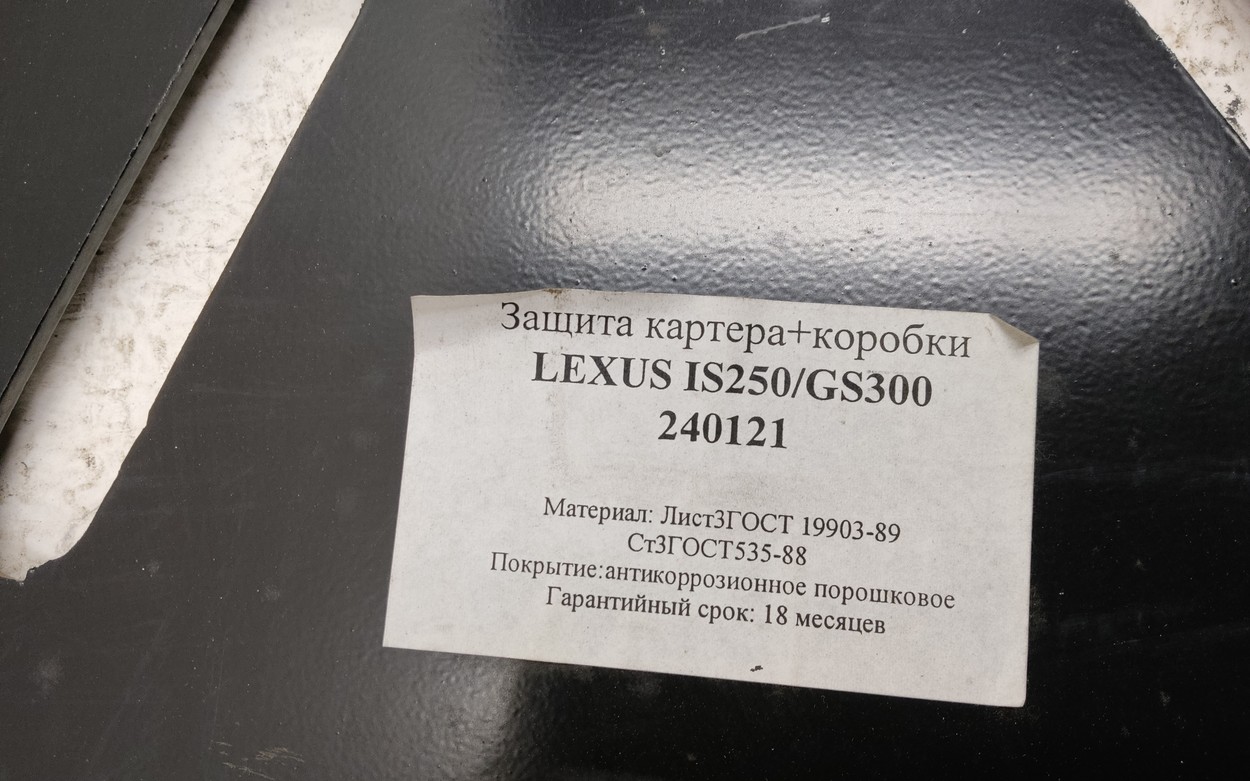 Защита картера+коробки
LEXUS IS250/GS300
240121
Материал: Лист3ГОСТ 19903-89
Ст3ГОСТ535-88
Покрытие:антикоррозионное порошковое
Гарантийный срок: 18 месяцев